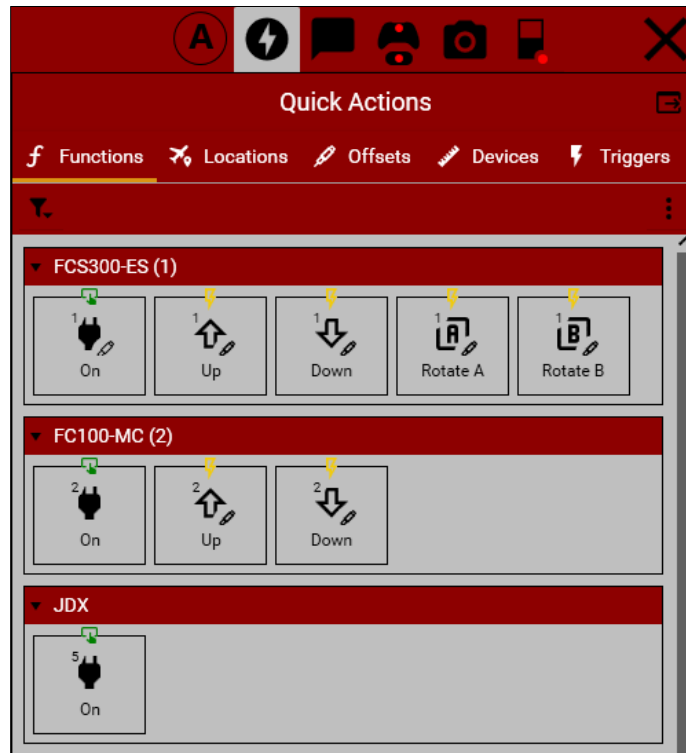 A
Quick Actions
Functions Locations Offsets Devices Triggers
FCS300-ES (1)
1 1 1 1 A 1 B
On Up Down Rotate A Rotate B
FC100-MC (2)
2 2 2
On Up Down
JDX
5
On